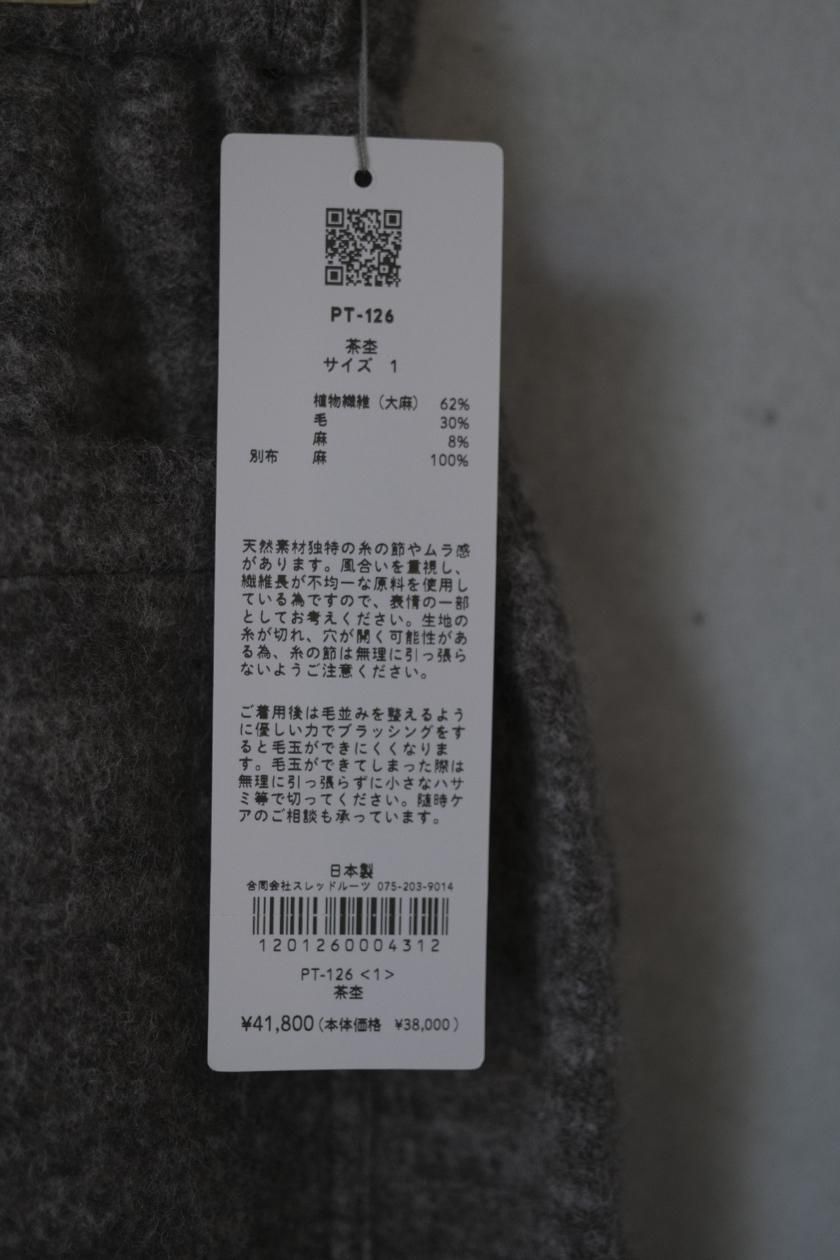 PT-126
茶杢
サイズ 1
植物繊維（大麻） 62%
毛 30%
麻 8%
別布 麻 100%
天然素材独特の糸の節やムラ感
があります。風合いを重視し、
繊維長が不均一な原料を使用し
ている為ですので、表情の一部
としてお考えください。生地の
糸が切れ、穴が開く可能性があ
る為、糸の節は無理に引っ張ら
ないようご注意ください。
ご着用後は毛並みを整えるよう
に優しい力でブラッシングをす
ると毛玉ができにくくなりま
す。毛玉ができてしまった際は
無理に引っ張らずに小さなハサ
ミ等で切ってください。随時ケ
アのご相談も承っています。
日本製
合同会社スレッドルーツ 075-203-9014
1201260004312
PT-126 <1>
茶杢
¥41,800（本体価格 ¥38,000）